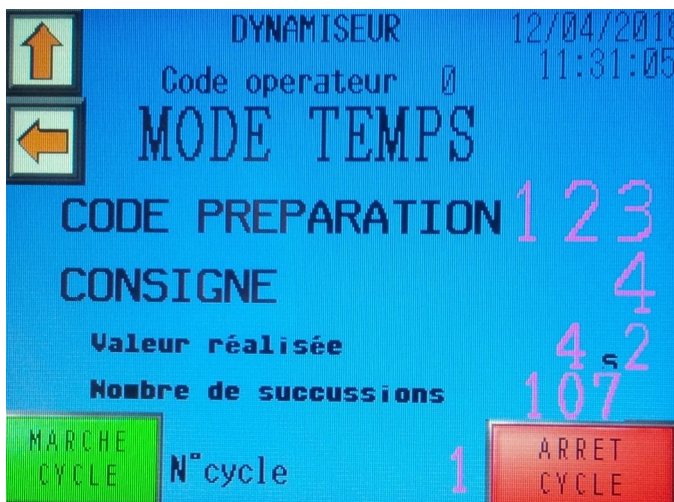 DYNAMISEUR 12/04/2018
Code operateur 0 11:31:05
MODE TEMPS
CODE PREPARATION 123
CONSIGNE 4
Valeur réalisée 4 s 2
Nombre de succussions 107
MARCHE CYCLE
N°cycle 1
ARRET CYCLE